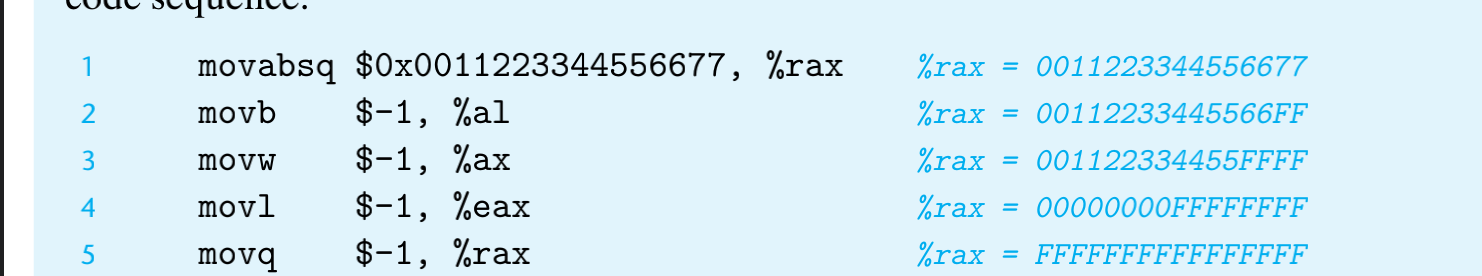 code sequence:
1 movabsq $0x0011223344556677, %rax %rax = 0011223344556677
2 movb $-1, %al %rax = 00112233445566FF
3 movw $-1, %ax %rax = 001122334455FFFF
4 movl $-1, %eax %rax = 00000000FFFFFFFF
5 movq $-1, %rax %rax = FFFFFFFFFFFFFFFF